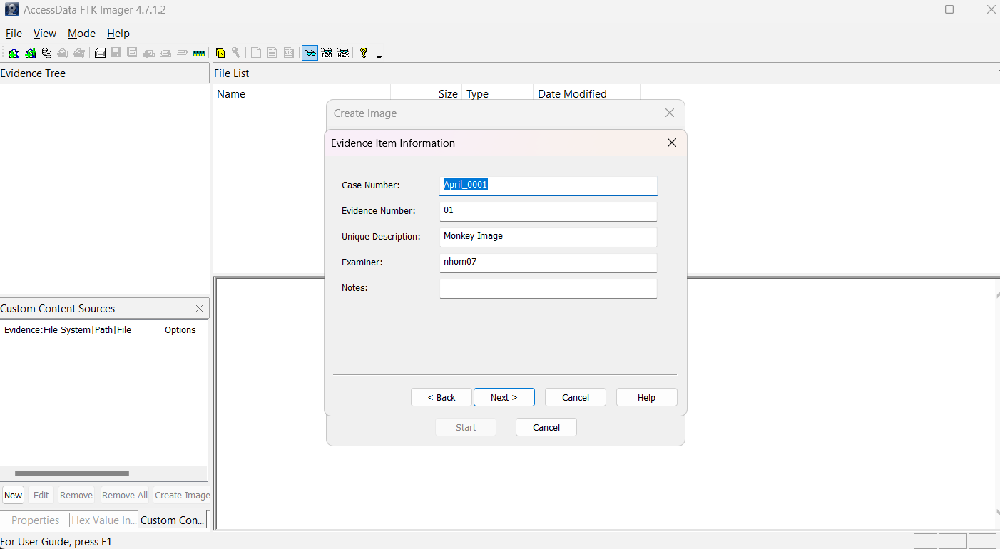 AccessData FTK Imager 4.7.1.2
File View Mode Help
Evidence Tree
File List
Name Size Type Date Modified
Create Image
Evidence Item Information
Case Number: April_0001
Evidence Number: 01
Unique Description: Monkey Image
Examiner: nhom07
Notes:
< Back Next > Cancel Help
Start Cancel
Custom Content Sources
Evidence:File System|Path|File Options
New Edit Remove Remove All Create Image
Properties Hex Value In... Custom Con...
For User Guide, press F1